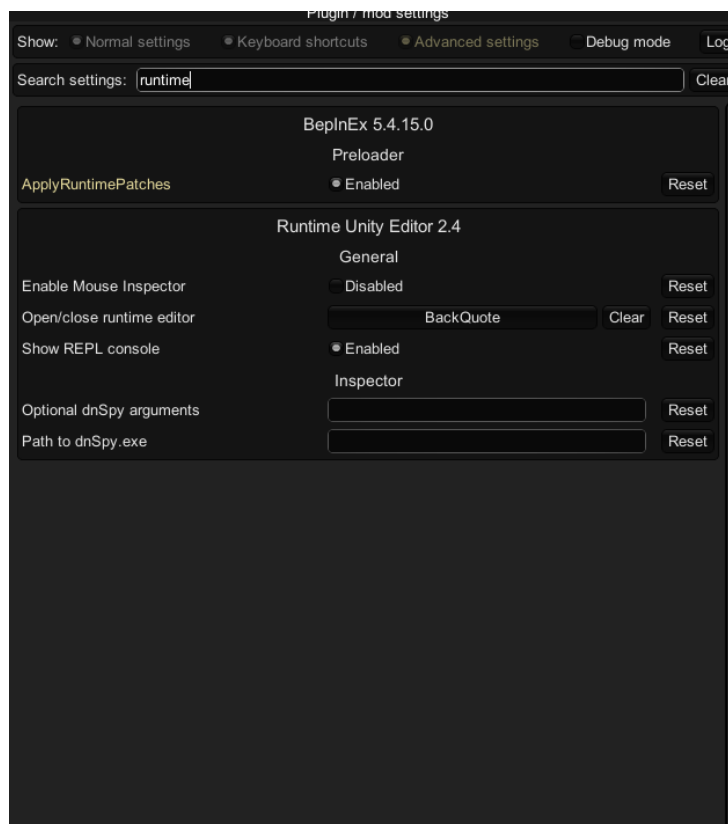 Plugin / mod settings
Show: Normal settings Keyboard shortcuts Advanced settings Debug mode
Search settings: runtime Clear
BepInEx 5.4.15.0
Preloader
ApplyRuntimePatches Enabled Reset
Runtime Unity Editor 2.4
General
Enable Mouse Inspector Disabled Reset
Open/close runtime editor BackQuote Clear Reset
Show REPL console Enabled Reset
Inspector
Optional dnSpy arguments Reset
Path to dnSpy.exe Reset